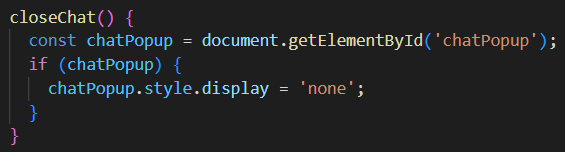 closeChat() {
  const chatPopup = document.getElementById('chatPopup');
  if (chatPopup) {
    chatPopup.style.display = 'none';
  }
}